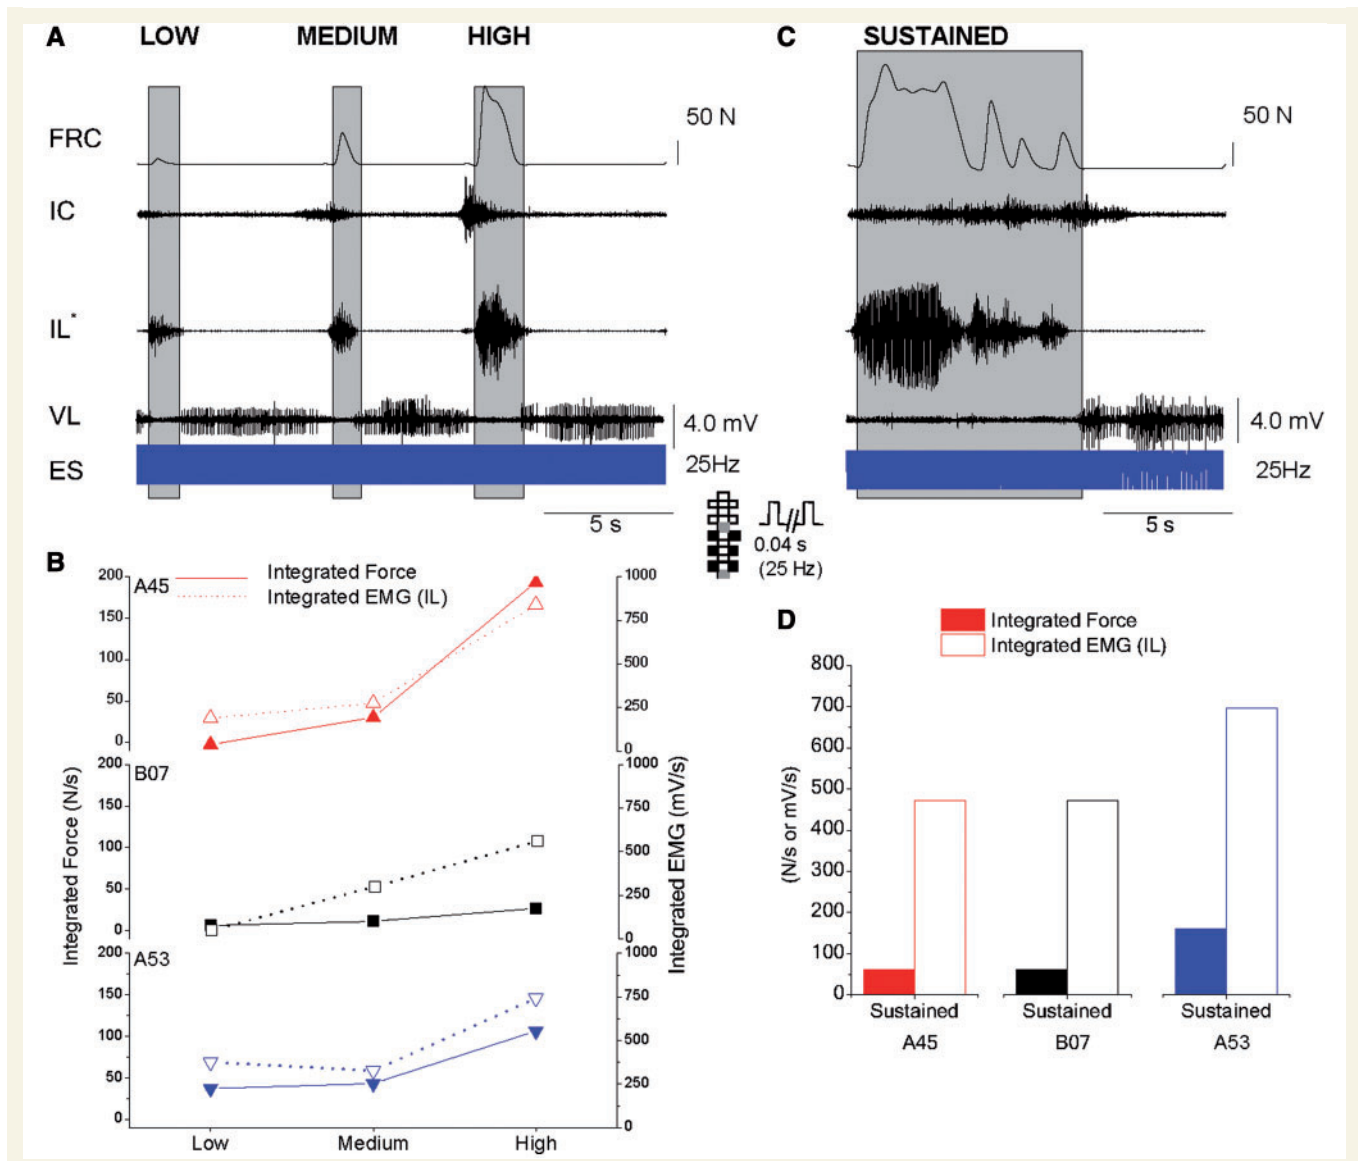 A LOW MEDIUM HIGH
FRC
50 N
IC
IL*
VL
4.0 mV
ES
25Hz
5 s
C SUSTAINED
50 N
4.0 mV
25Hz
5 s
0.04 s
(25 Hz)
B
Integrated Force
Integrated EMG (IL)
Integrated Force (N/s)
Integrated EMG (mV/s)
A45
200
150
100
50
0
1000
750
500
250
0
B07
200
150
100
50
0
1000
750
500
250
0
A53
200
150
100
50
0
1000
750
500
250
0
Low Medium High
D
Integrated Force
Integrated EMG (IL)
(N/s or mV/s)
800
700
600
500
400
300
200
100
0
Sustained Sustained Sustained
A45 B07 A53